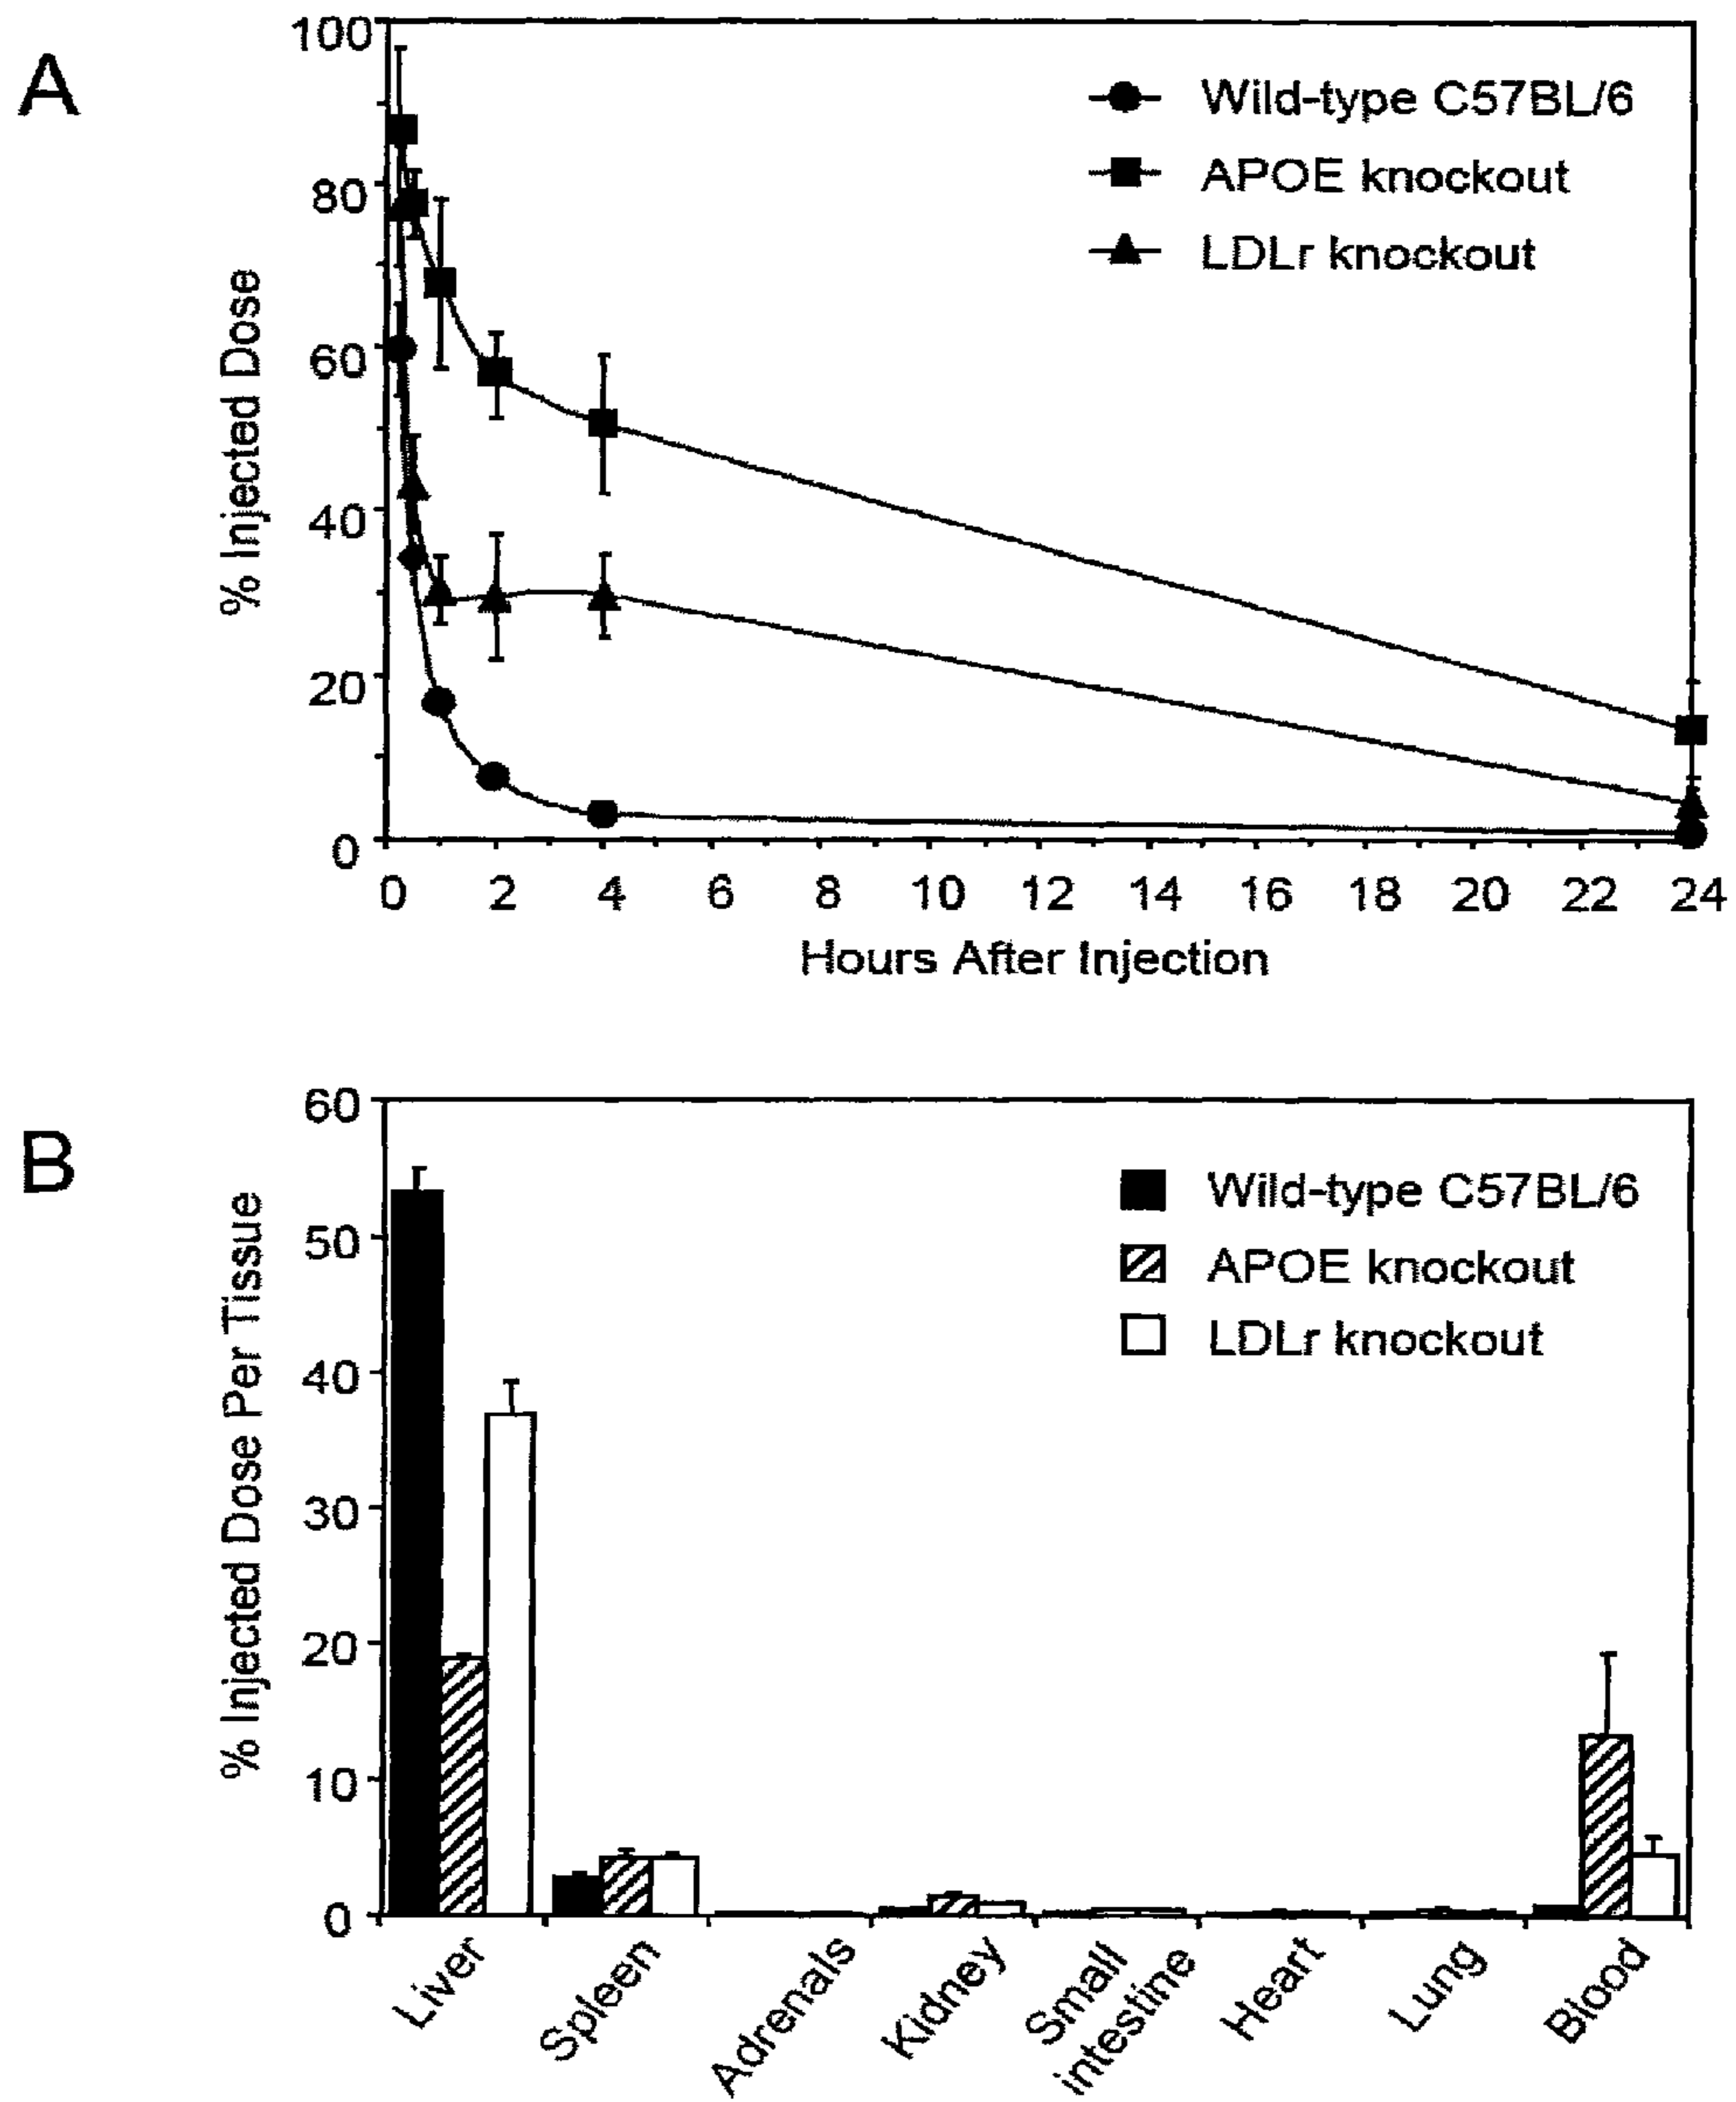 A
100
80
60
40
20
0
% Injected Dose
Wild-type C57BL/6
APOE knockout
LDLr knockout
0 2 4 6 8 10 12 14 16 18 20 22 24
Hours After Injection
B
60
50
40
30
20
10
0
% Injected Dose Per Tissue
Wild-type C57BL/6
APOE knockout
LDLr knockout
Liver
Spleen
Adrenals
Kidney
Small
intestine
Heart
Lung
Blood